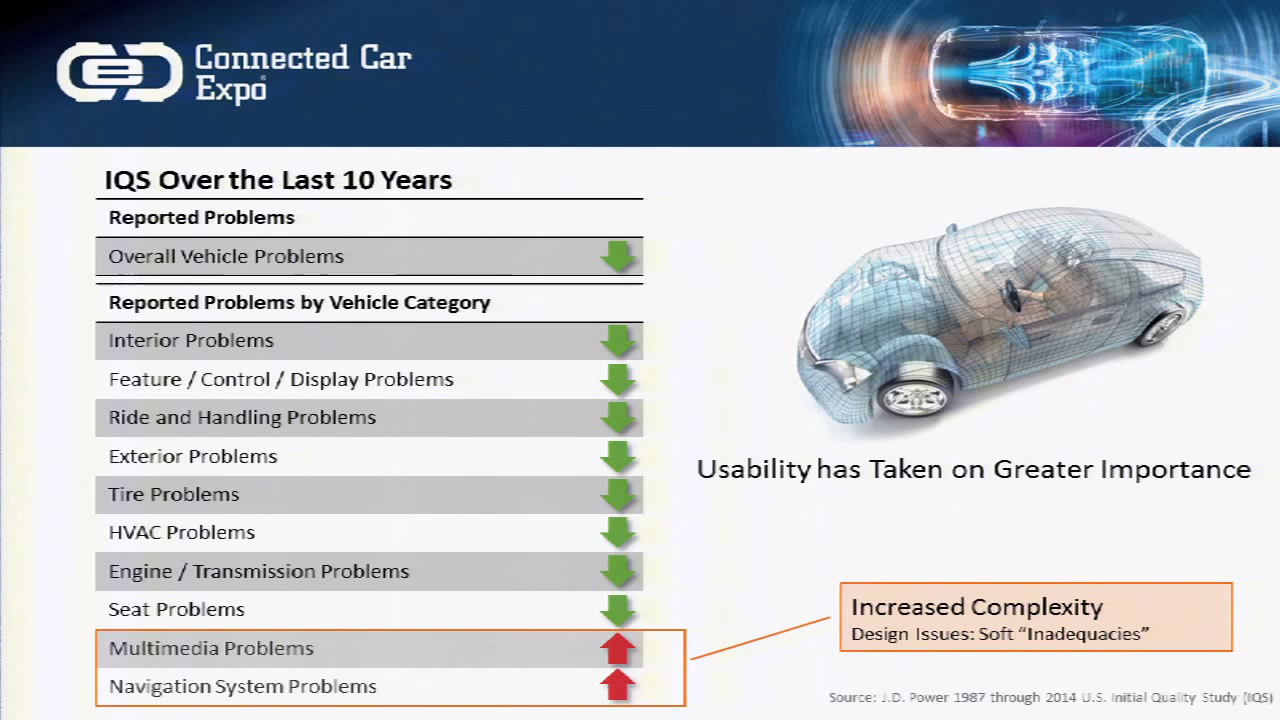 Connected Car
Expo
IQS Over the Last 10 Years
Reported Problems
Overall Vehicle Problems
Reported Problems by Vehicle Category
Interior Problems
Feature / Control / Display Problems
Ride and Handling Problems
Exterior Problems
Tire Problems
HVAC Problems
Engine / Transmission Problems
Seat Problems
Multimedia Problems
Navigation System Problems
Usability has Taken on Greater Importance
Increased Complexity
Design Issues: Soft “Inadequacies”
Source: J.D. Power 1987 through 2014 U.S. Initial Quality Study (IQS)